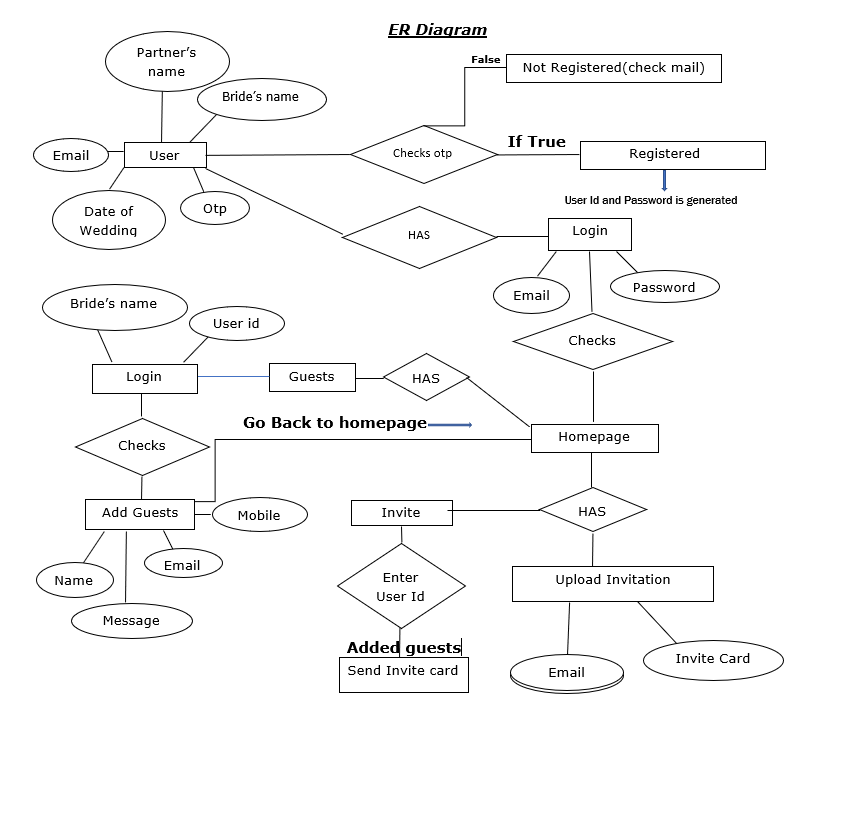 ER Diagram
Partner's
name
False
Not Registered(check mail)
Bride's name
If True
Email
User
Checks otp
Registered
User Id and Password is generated
Date of
Wedding
Otp
HAS
Login
Email
Password
Bride's name
User id
Checks
Login
Guests
HAS
Go Back to homepage
Homepage
Checks
Add Guests
Mobile
Invite
HAS
Name
Email
Enter
User Id
Upload Invitation
Message
Added guests
Send Invite card
Email
Invite Card